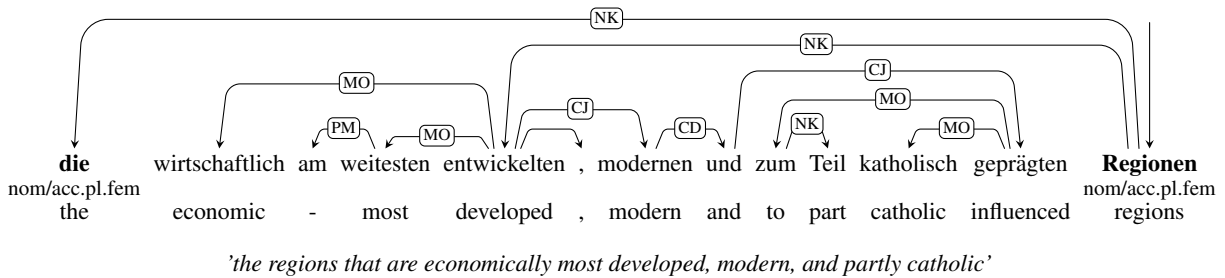 NK
NK
MO CJ
CJ MO
PM MO CD NK MO
die wirtschaftlich am weitesten entwickelten , modernen und zum Teil katholisch geprägten Regionen
nom/acc.pl.fem nom/acc.pl.fem
the economic - most developed , modern and to part catholic influenced regions
’the regions that are economically most developed, modern, and partly catholic’